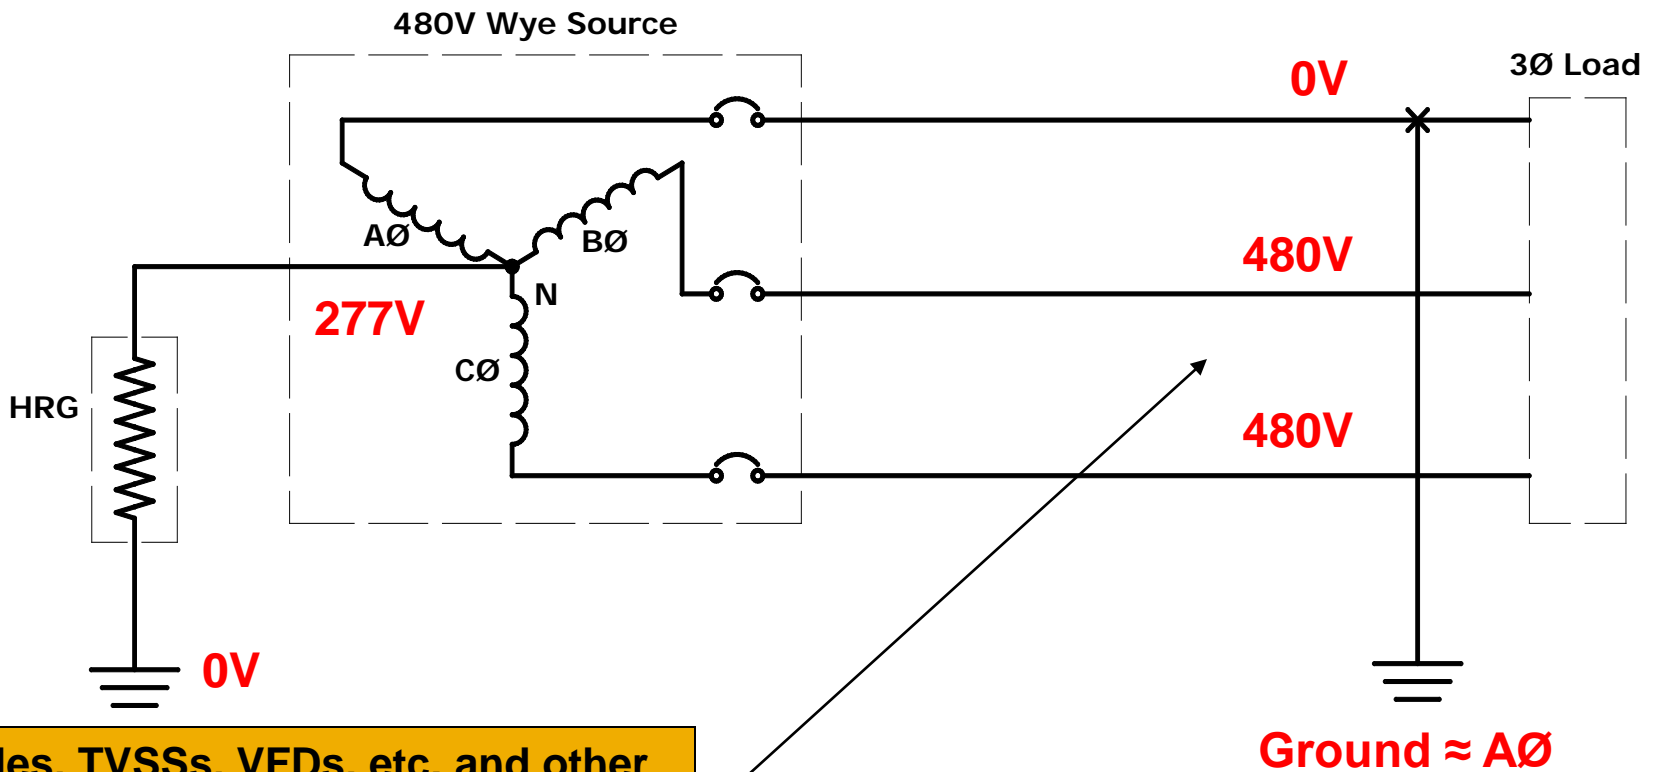 480V Wye Source
0V
3Ø Load
AØ
BØ
480V
N
277V
CØ
HRG
480V
0V
Ground ≈ AØ
TVSSs, VFDs, etc. and other